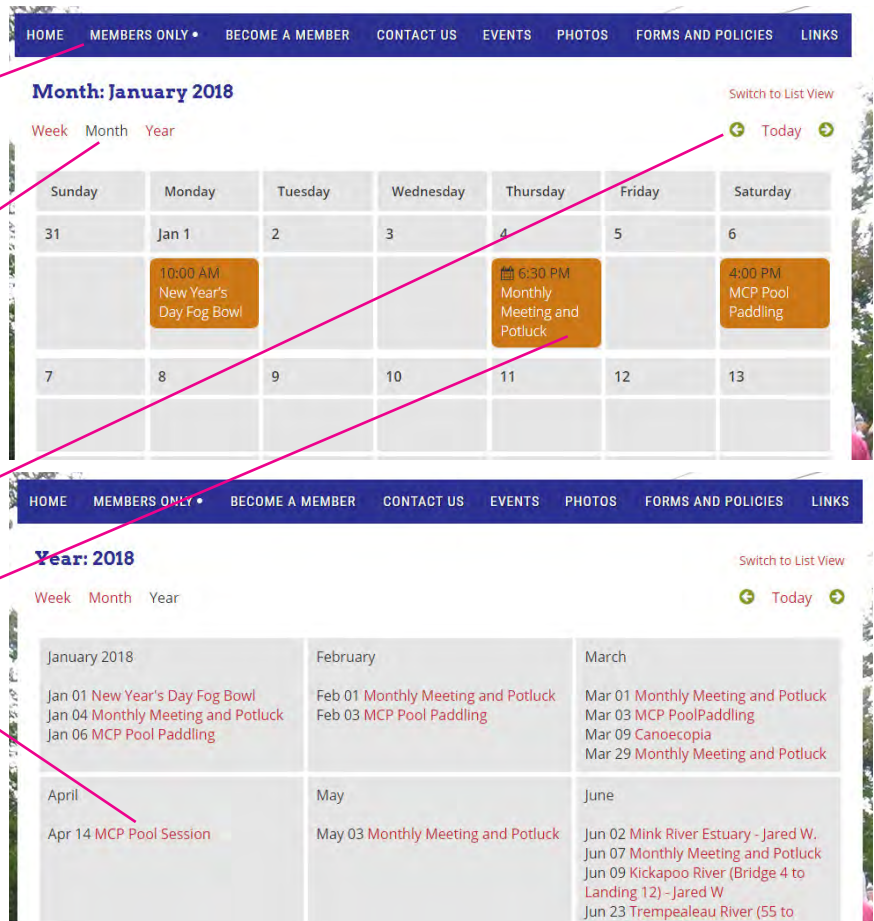 HOME MEMBERS ONLY • BECOME A MEMBER CONTACT US EVENTS PHOTOS FORMS AND POLICIES LINKS
Month: January 2018
Switch to List View
Week Month Year
Today
Sunday Monday Tuesday Wednesday Thursday Friday Saturday
31 Jan 1 2 3 4 5 6
10:00 AM
New Year's
Day Fog Bowl
6:30 PM
Monthly
Meeting and
Potluck
4:00 PM
MCP Pool
Paddling
7 8 9 10 11 12 13
HOME MEMBERS ONLY • BECOME A MEMBER CONTACT US EVENTS PHOTOS FORMS AND POLICIES LINKS
Year: 2018
Switch to List View
Week Month Year
Today
January 2018
Jan 01 New Year's Day Fog Bowl
Jan 04 Monthly Meeting and Potluck
Jan 06 MCP Pool Paddling
February
Feb 01 Monthly Meeting and Potluck
Feb 03 MCP Pool Paddling
March
Mar 01 Monthly Meeting and Potluck
Mar 03 MCP PoolPaddling
Mar 09 Canoecopia
Mar 29 Monthly Meeting and Potluck
April
Apr 14 MCP Pool Session
May
May 03 Monthly Meeting and Potluck
June
Jun 02 Mink River Estuary - Jared W.
Jun 07 Monthly Meeting and Potluck
Jun 09 Kickapoo River (Bridge 4 to
Landing 12) - Jared W
Jun 23 Trempealeau River (55 to